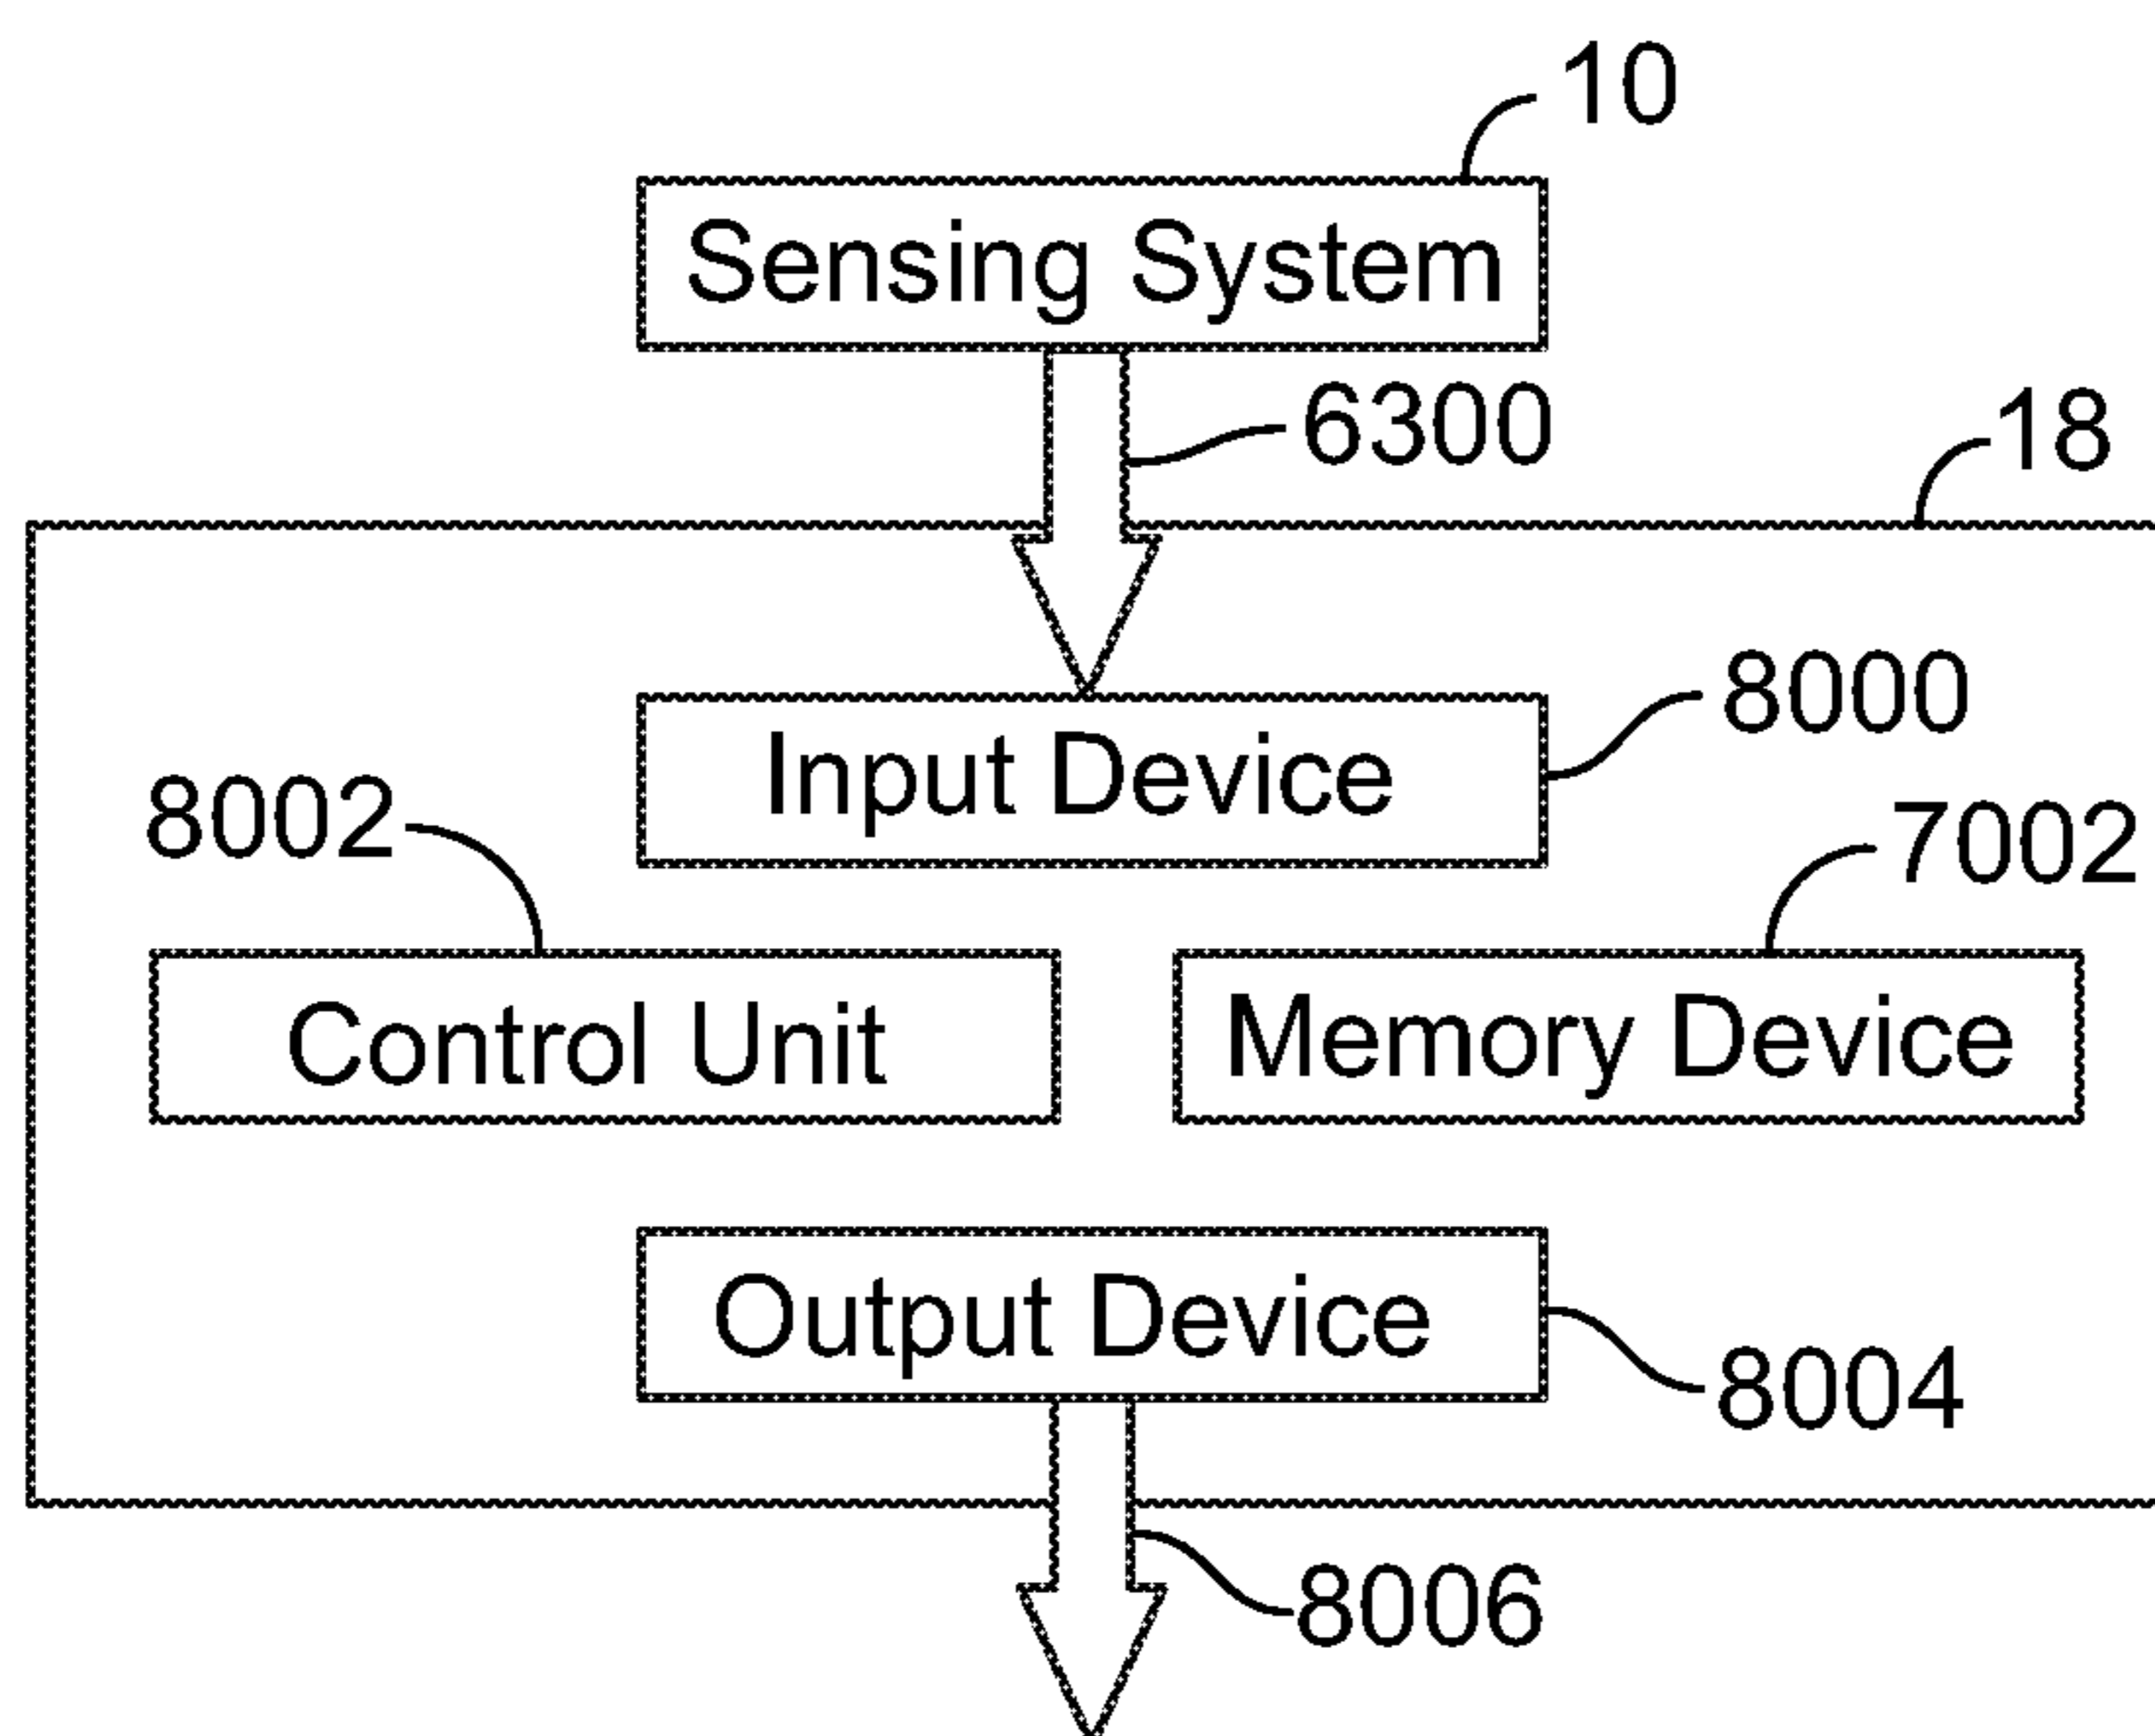 10
Sensing System
6300
18
8000
Input Device
8002
7002
Control Unit
Memory Device
Output Device
8004
8006